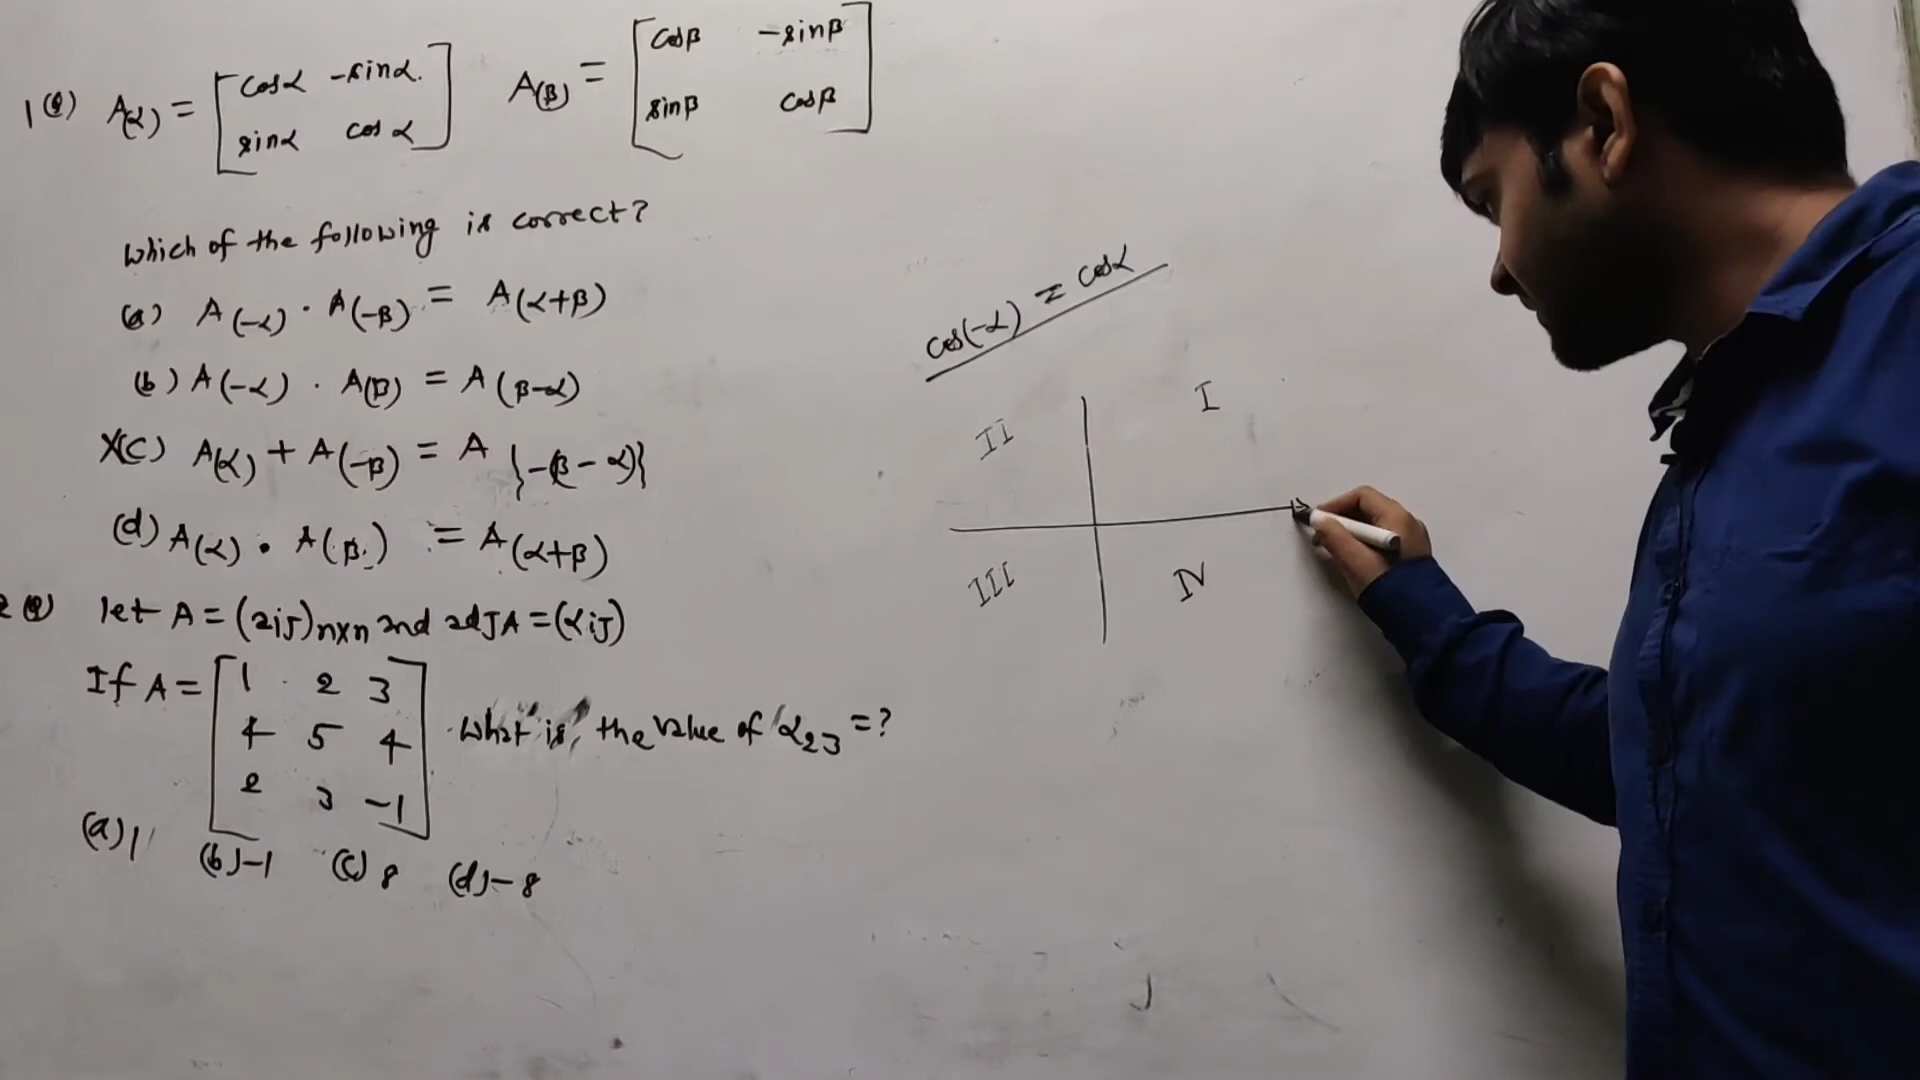 1(Q) A(α) = [cosα -sinα. A(β) = [cosβ -sinβ
sinα cosα] sinβ cosβ]
Which of the following is correct?
(a) A(-α) · A(-β) = A(α+β)
(b) A(-α) · A(β) = A(β-α)
X(C) A(α) + A(-β) = A{-(β-α)}
(d) A(α) · A(β) = A(α+β)
2(Q) let A = (aij)nxn and adJA = (αij)
If A = [1 2 3
4 5 4
2 3 -1] What is the value of α23 = ?
(a) 1 (b) -1 (C) 8 (d) - 8
cos(-α) = cosα
II I
III IV